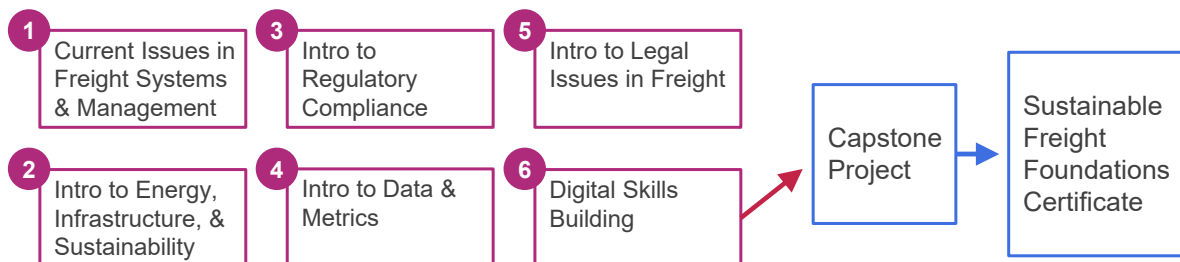 1
Current Issues in
Freight Systems
& Management
2
Intro to Energy,
Infrastructure, &
Sustainability
3
Intro to
Regulatory
Compliance
4
Intro to Data &
Metrics
5
Intro to Legal
Issues in Freight
6
Digital Skills
Building
Capstone
Project
Sustainable
Freight
Foundations
Certificate